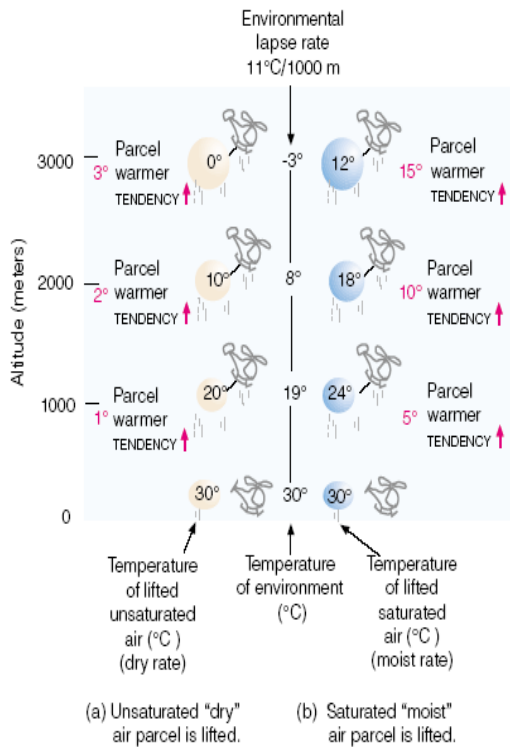 Environmental
lapse rate
11°C/1000 m
3000
3°
Parcel
warmer
TENDENCY
0°
-3°
12°
15°
Parcel
warmer
TENDENCY
Altitude (meters)
2000
2°
Parcel
warmer
TENDENCY
10°
8°
18°
10°
Parcel
warmer
TENDENCY
1000
1°
Parcel
warmer
TENDENCY
20°
19°
24°
5°
Parcel
warmer
TENDENCY
0
30°
30°
30°
Temperature
of lifted
unsaturated
air (°C )
(dry rate)
Temperature
of environment
(°C)
Temperature
of lifted
saturated
air (°C )
(moist rate)
(a) Unsaturated “dry”
air parcel is lifted.
(b) Saturated “moist”
air parcel is lifted.